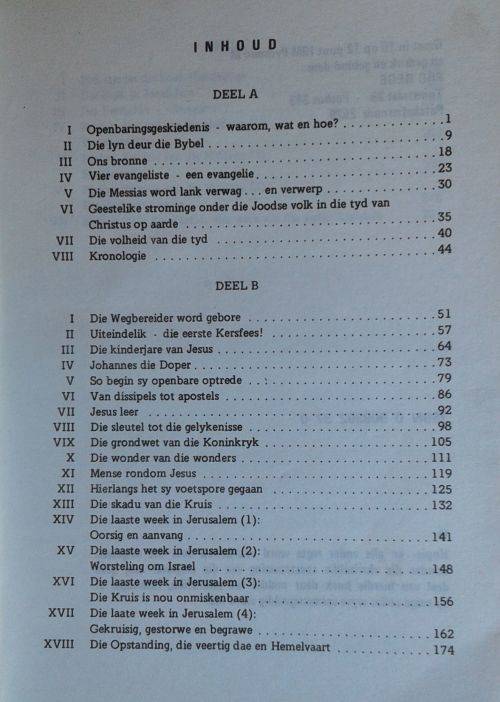 INHOUD
DEEL A
I Openbaringsgeskiedenis - waarom, wat en hoe? . . . . . . . . . . . . . 1
II Die lyn deur die Bybel . . . . . . . . . . . . . . . . . . . . . . . . . . . 9
III Ons bronne . . . . . . . . . . . . . . . . . . . . . . . . . . . . . . . . . 18
IV Vier evangeliste - een evangelie . . . . . . . . . . . . . . . . . . . . 23
V Die Messias word lank verwag . . . en verwerp . . . . . . . . . . . . 30
VI Geestelike strominge onder die Joodse volk in die tyd van
Christus op aarde . . . . . . . . . . . . . . . . . . . . . . . . . . . . . 35
VII Die volheid van die tyd . . . . . . . . . . . . . . . . . . . . . . . . . 40
VIII Kronologie . . . . . . . . . . . . . . . . . . . . . . . . . . . . . . . . . 44
DEEL B
I Die Wegbereider word gebore . . . . . . . . . . . . . . . . . . . . . . 51
II Uiteindelik - die eerste Kersfees! . . . . . . . . . . . . . . . . . . . 57
III Die kinderjare van Jesus . . . . . . . . . . . . . . . . . . . . . . . . 64
IV Johannes die Doper . . . . . . . . . . . . . . . . . . . . . . . . . . . 73
V So begin sy openbare optrede . . . . . . . . . . . . . . . . . . . . . 79
VI Van dissipels tot apostels . . . . . . . . . . . . . . . . . . . . . . . 86
VII Jesus leer . . . . . . . . . . . . . . . . . . . . . . . . . . . . . . . . . 92
VIII Die sleutel tot die gelykenisse . . . . . . . . . . . . . . . . . . . . 98
VIX Die grondwet van die Koninkryk . . . . . . . . . . . . . . . . . . . 105
X Die wonder van die wonders . . . . . . . . . . . . . . . . . . . . . . 111
XI Mense rondom Jesus . . . . . . . . . . . . . . . . . . . . . . . . . . 119
XII Hierlangs het sy voetspore gegaan . . . . . . . . . . . . . . . . . 125
XIII Die skadu van die Kruis . . . . . . . . . . . . . . . . . . . . . . . . 132
XIV Die laaste week in Jerusalem (1):
Oorsig en aanvang . . . . . . . . . . . . . . . . . . . . . . . . . . . . 141
XV Die laaste week in Jerusalem (2):
Worsteling om Israel . . . . . . . . . . . . . . . . . . . . . . . . . . 148
XVI Die laaste week in Jerusalem (3):
Die Kruis is nou onmiskenbaar . . . . . . . . . . . . . . . . . . . . 156
XVII Die laate week in Jerusalem (4):
Gekruisig, gestorwe en begrawe . . . . . . . . . . . . . . . . . . . 162
XVIII Die Opstanding, die veertig dae en Hemelvaart . . . . . . . . . . 174